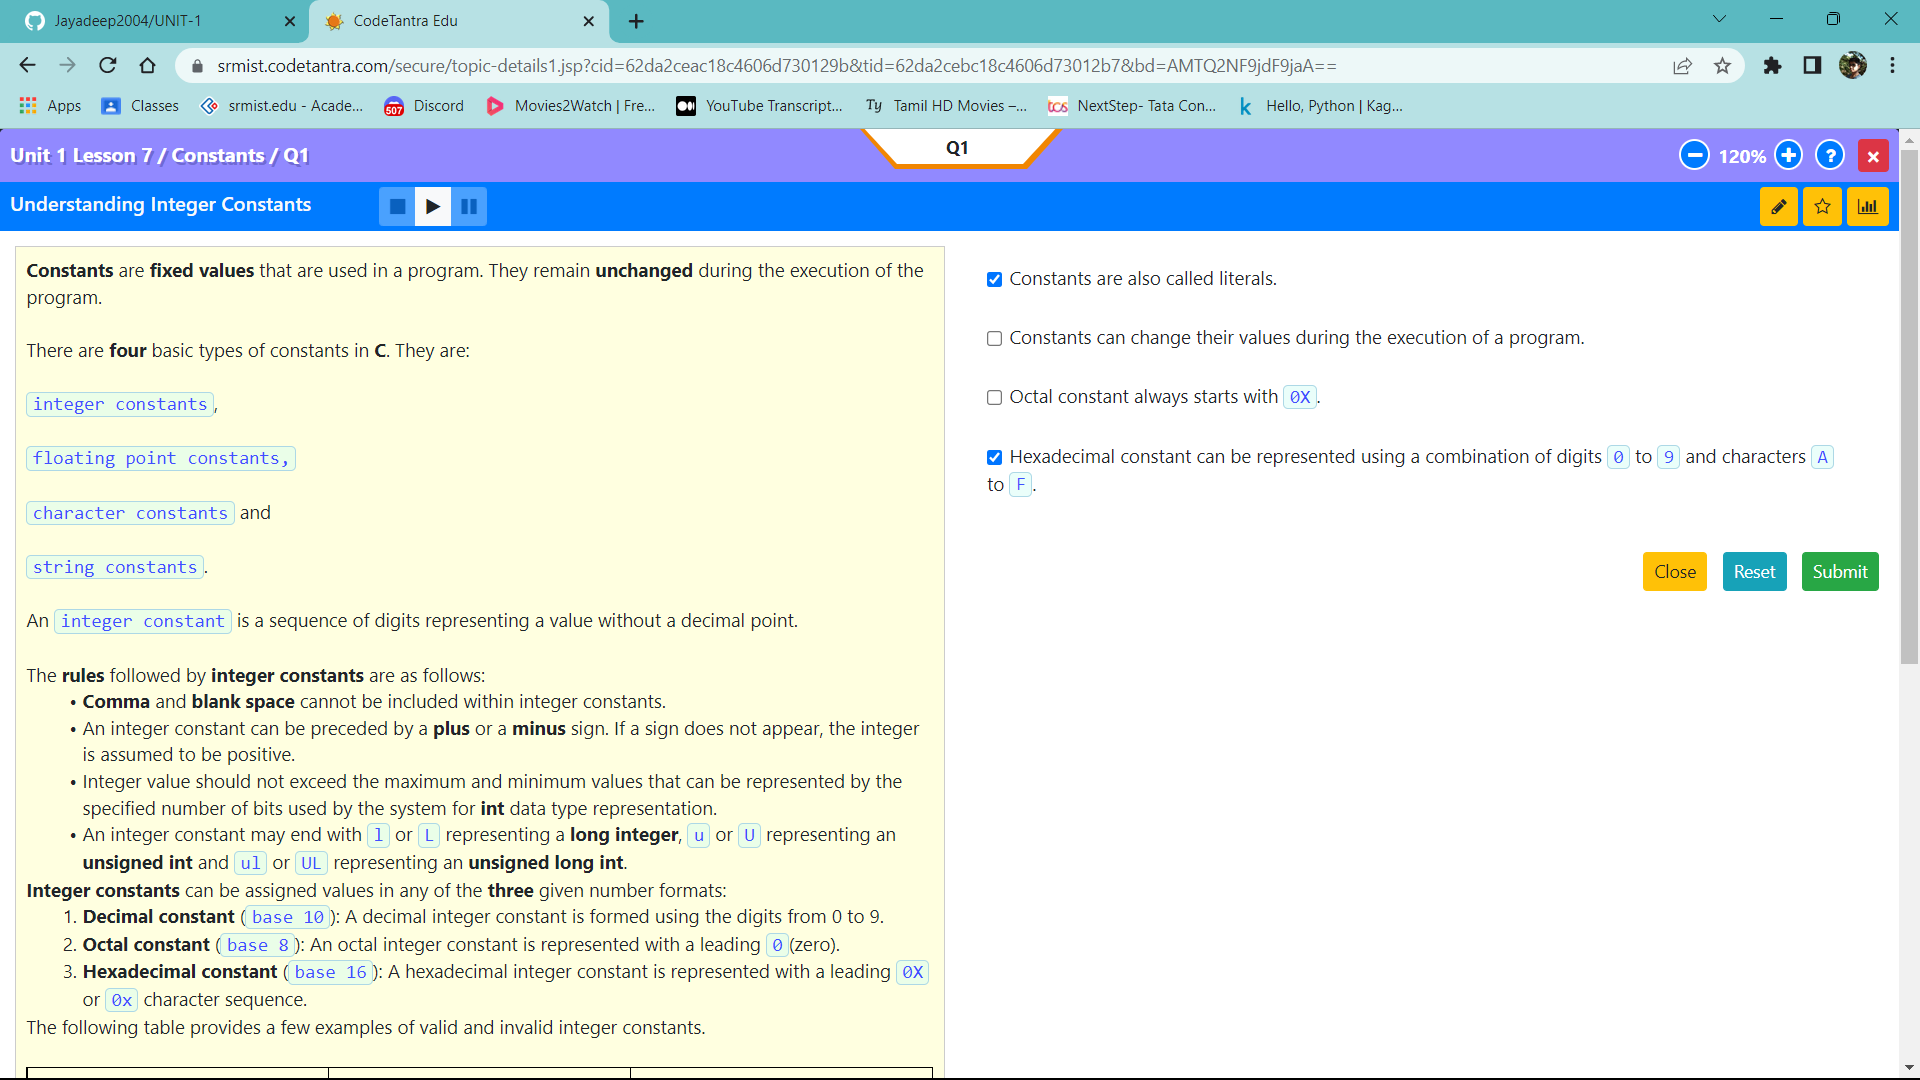 Jayadeep2004/UNIT-1
CodeTantra Edu
srmist.codetantra.com/secure/topic-details1.jsp?cid=62da2ceac18c4606d730129b&tid=62da2cebc18c4606d73012b7&bd=AMTQ2NF9jdF9jaA==
Apps
Classes
srmist.edu - Acade...
507
Discord
Movies2Watch | Fre...
YouTube Transcript...
Ty
Tamil HD Movies –...
tcs
NextStep- Tata Con...
k
Hello, Python | Kag...
Unit 1 Lesson 7 / Constants / Q1
Q1
120%
?
Understanding Integer Constants
Constants are fixed values that are used in a program. They remain unchanged during the execution of the
program.
There are four basic types of constants in C. They are:
integer constants,
floating point constants,
character constants and
string constants.
An integer constant is a sequence of digits representing a value without a decimal point.
The rules followed by integer constants are as follows:
• Comma and blank space cannot be included within integer constants.
• An integer constant can be preceded by a plus or a minus sign. If a sign does not appear, the integer
is assumed to be positive.
• Integer value should not exceed the maximum and minimum values that can be represented by the
specified number of bits used by the system for int data type representation.
• An integer constant may end with l or L representing a long integer, u or U representing an
unsigned int and ul or UL representing an unsigned long int.
Integer constants can be assigned values in any of the three given number formats:
1. Decimal constant (base 10): A decimal integer constant is formed using the digits from 0 to 9.
2. Octal constant (base 8): An octal integer constant is represented with a leading 0(zero).
3. Hexadecimal constant (base 16): A hexadecimal integer constant is represented with a leading 0X
or 0x character sequence.
The following table provides a few examples of valid and invalid integer constants.
Constants are also called literals.
Constants can change their values during the execution of a program.
Octal constant always starts with 0X.
Hexadecimal constant can be represented using a combination of digits 0 to 9 and characters A
to F.
Close
Reset
Submit